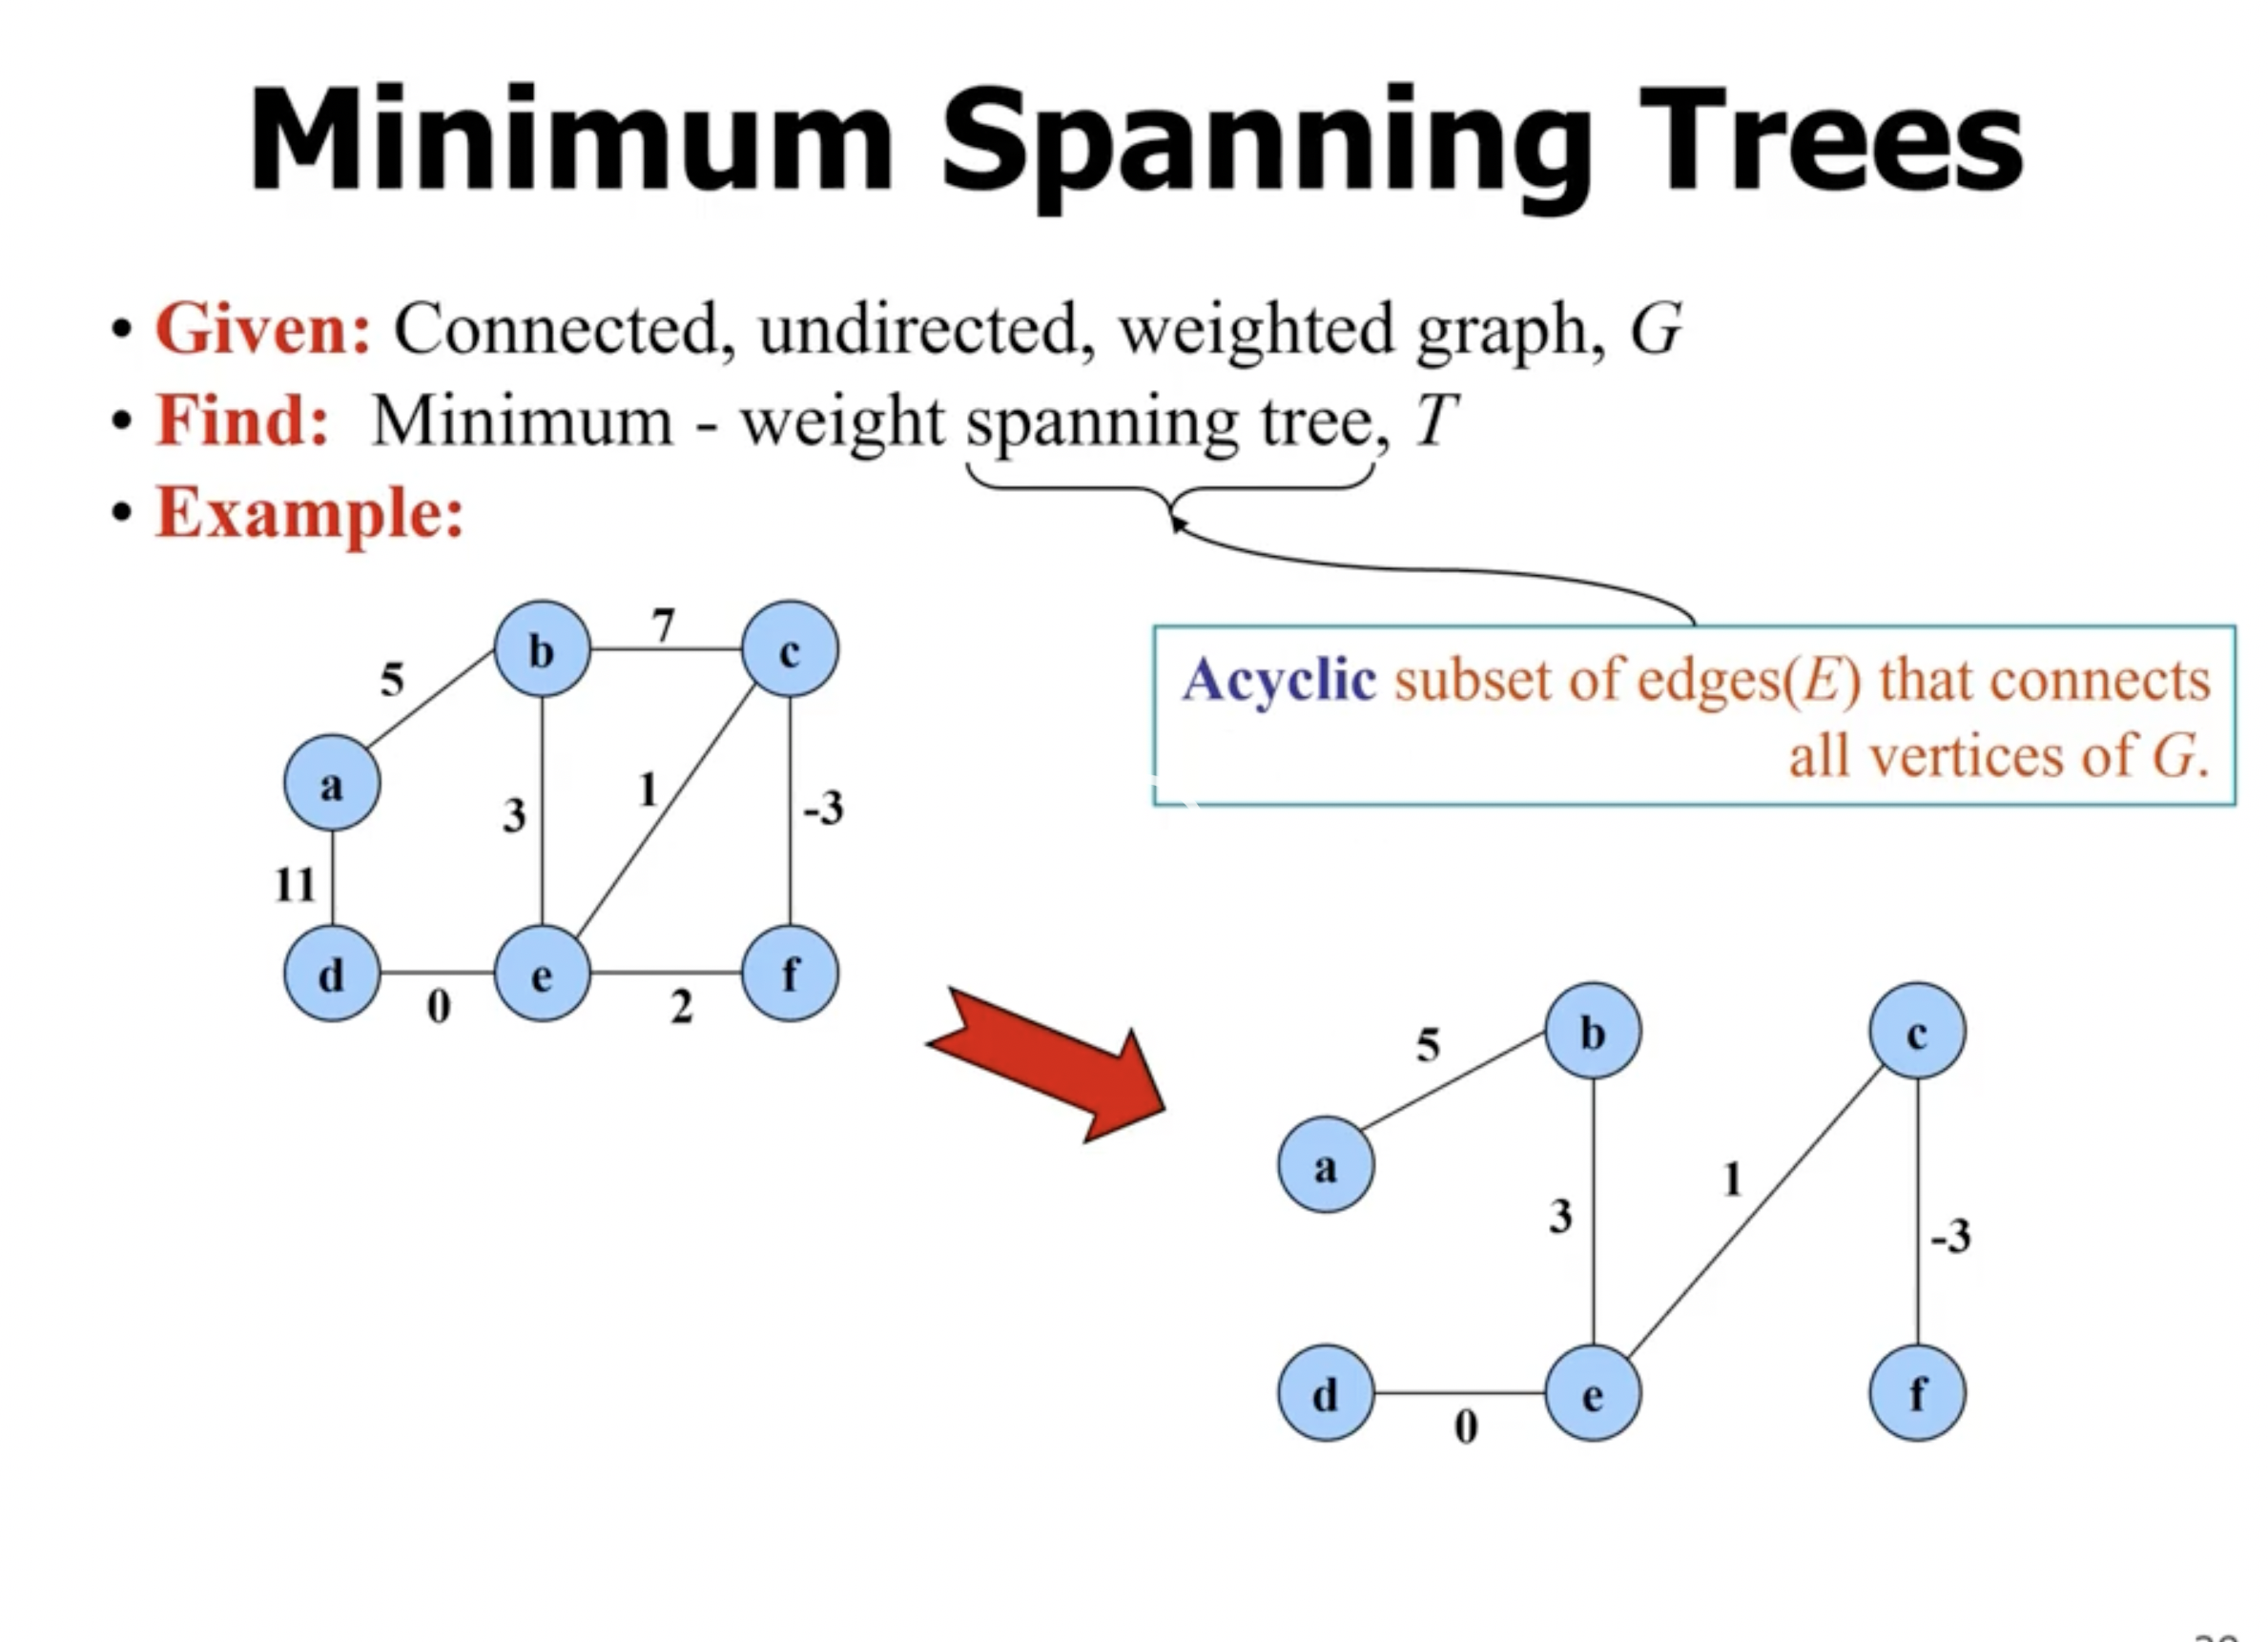 Minimum Spanning Trees
• Given: Connected, undirected, weighted graph, G
• Find: Minimum - weight spanning tree, T
• Example:
Acyclic subset of edges(E) that connects
all vertices of G.
b
7
c
5
a
3
1
-3
11
d
0
e
2
f
b
c
5
a
3
1
-3
d
0
e
f